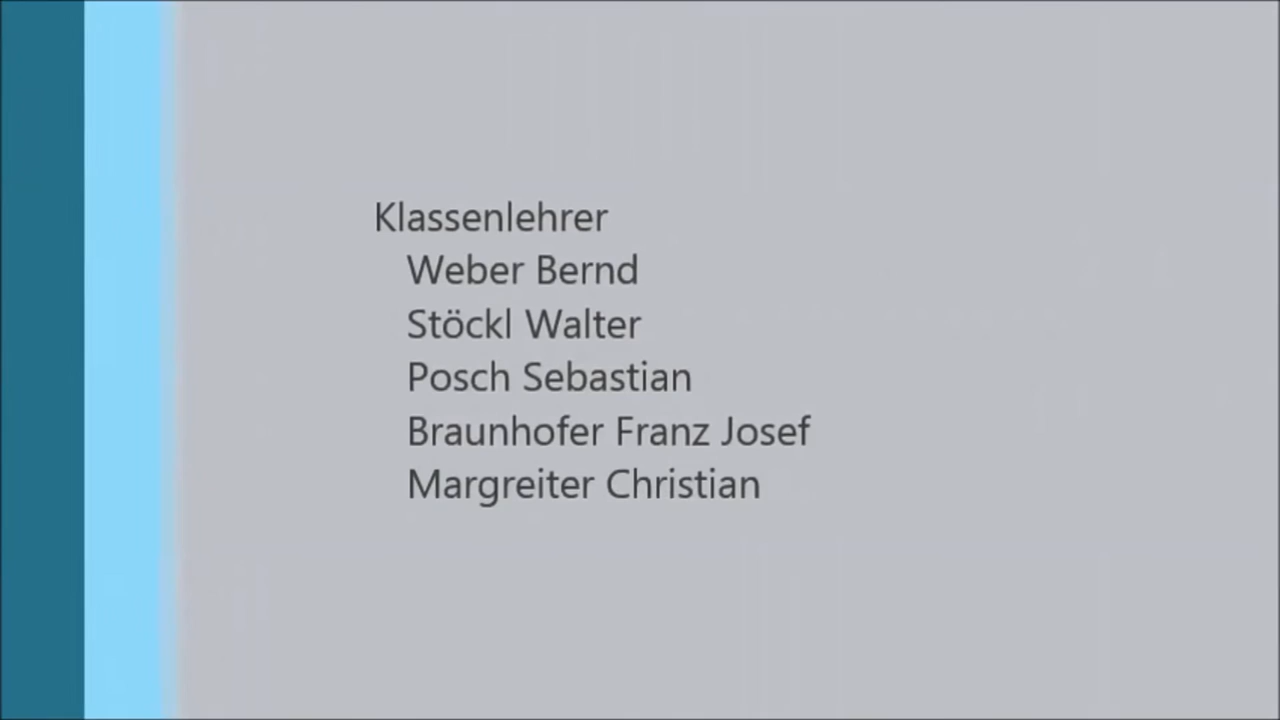 Klassenlehrer
Weber Bernd
Stöckl Walter
Posch Sebastian
Braunhofer Franz Josef
Margreiter Christian